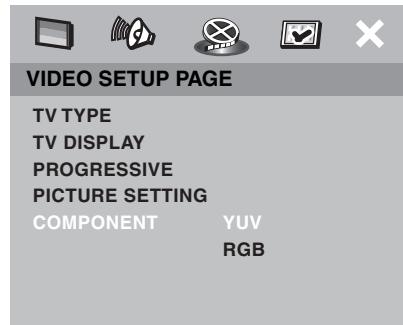 VIDEO SETUP PAGE
TV TYPE
TV DISPLAY
PROGRESSIVE
PICTURE SETTING
COMPONENT YUV
RGB